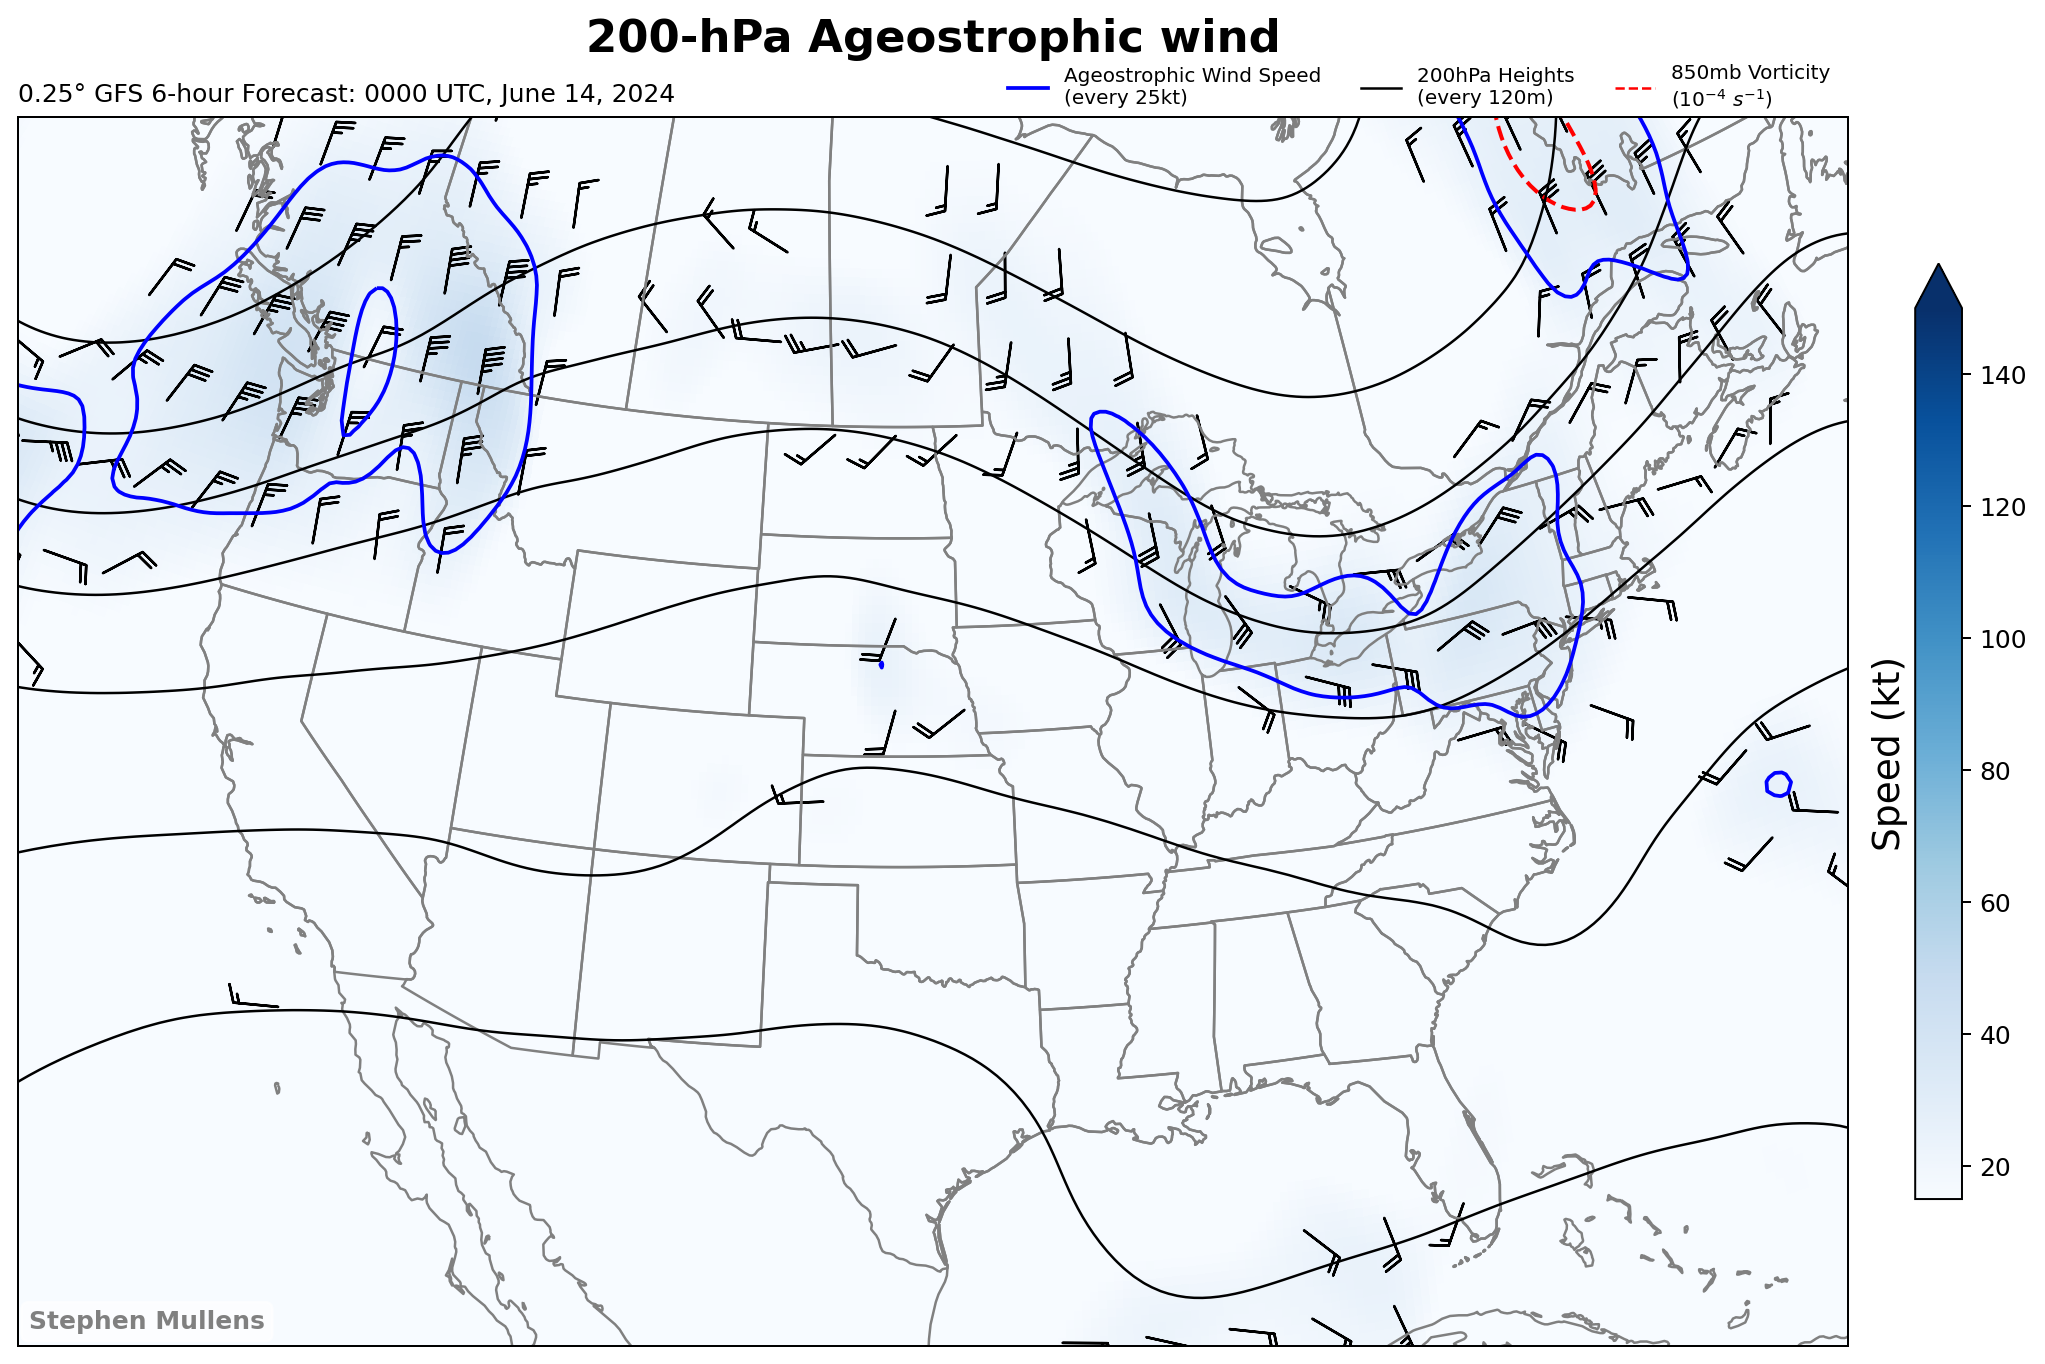 200-hPa Ageostrophic wind
0.25° GFS 6-hour Forecast: 0000 UTC, June 14, 2024
Ageostrophic Wind Speed
(every 25kt)
200hPa Heights
(every 120m)
850mb Vorticity
(10⁻⁴ s⁻¹)
140
120
100
80
60
40
20
Speed (kt)
Stephen Mullens